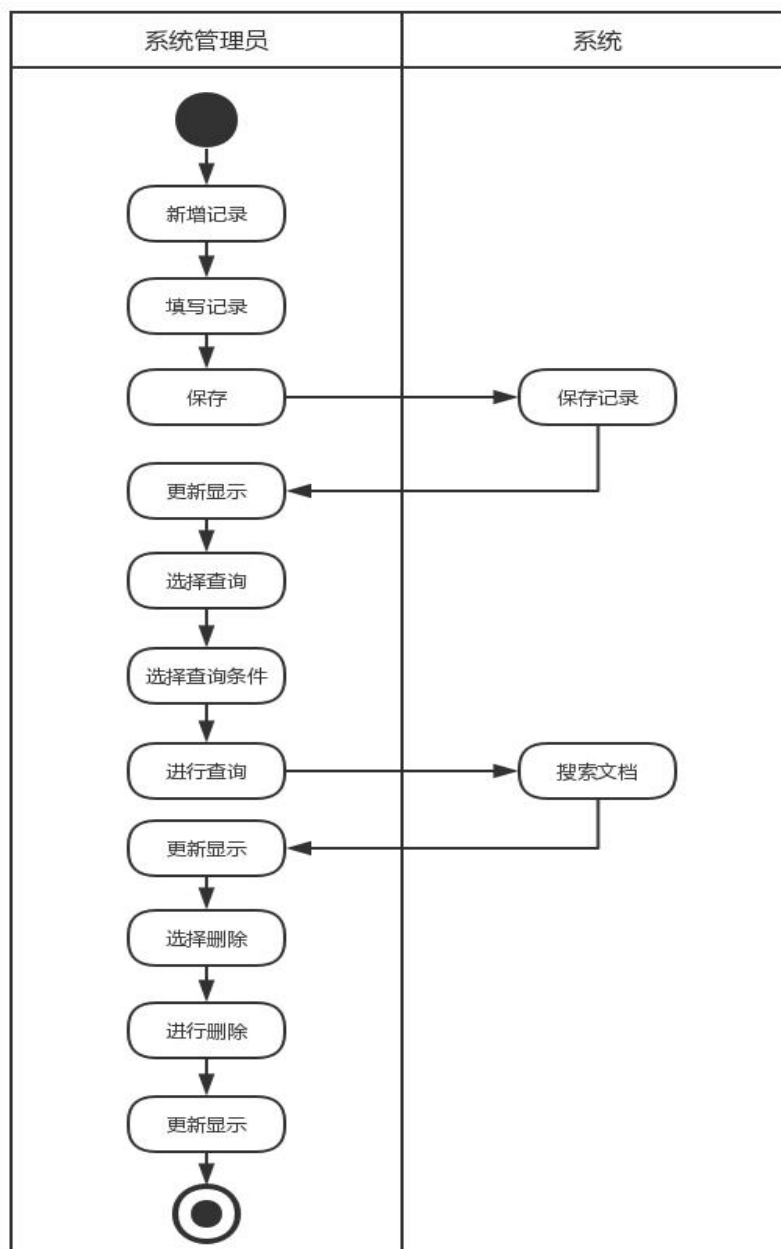 系统管理员
系统
新增记录
填写记录
保存
保存记录
更新显示
选择查询
选择查询条件
进行查询
搜索文档
更新显示
选择删除
进行删除
更新显示